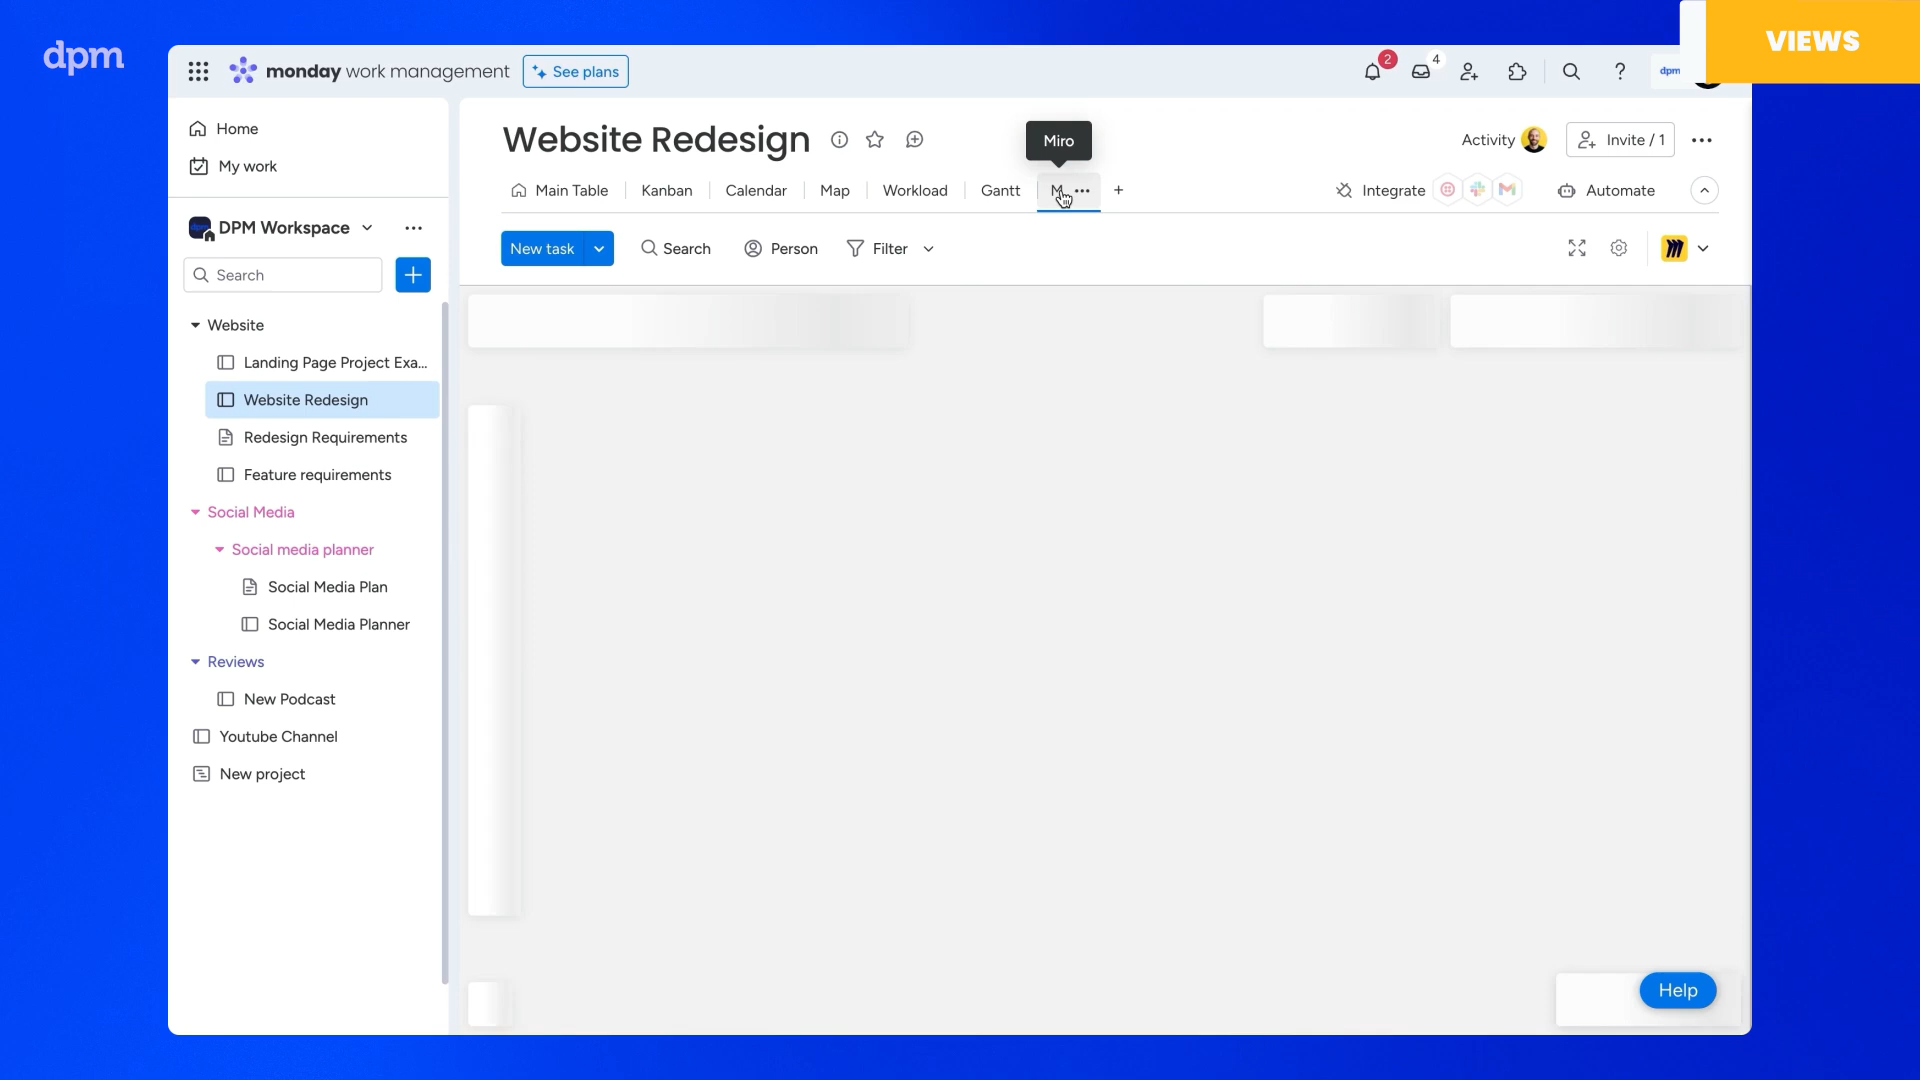 dpm
VIEWS
monday work management
See plans
2
4
?
dpm
Home
My work
DPM Workspace
Search
Website
Landing Page Project Exa...
Website Redesign
Redesign Requirements
Feature requirements
Social Media
Social media planner
Social Media Plan
Social Media Planner
Reviews
New Podcast
Youtube Channel
New project
Website Redesign
Miro
Activity
Invite / 1
Main Table
Kanban
Calendar
Map
Workload
Gantt
M
Integrate
Automate
New task
Search
Person
Filter
Help